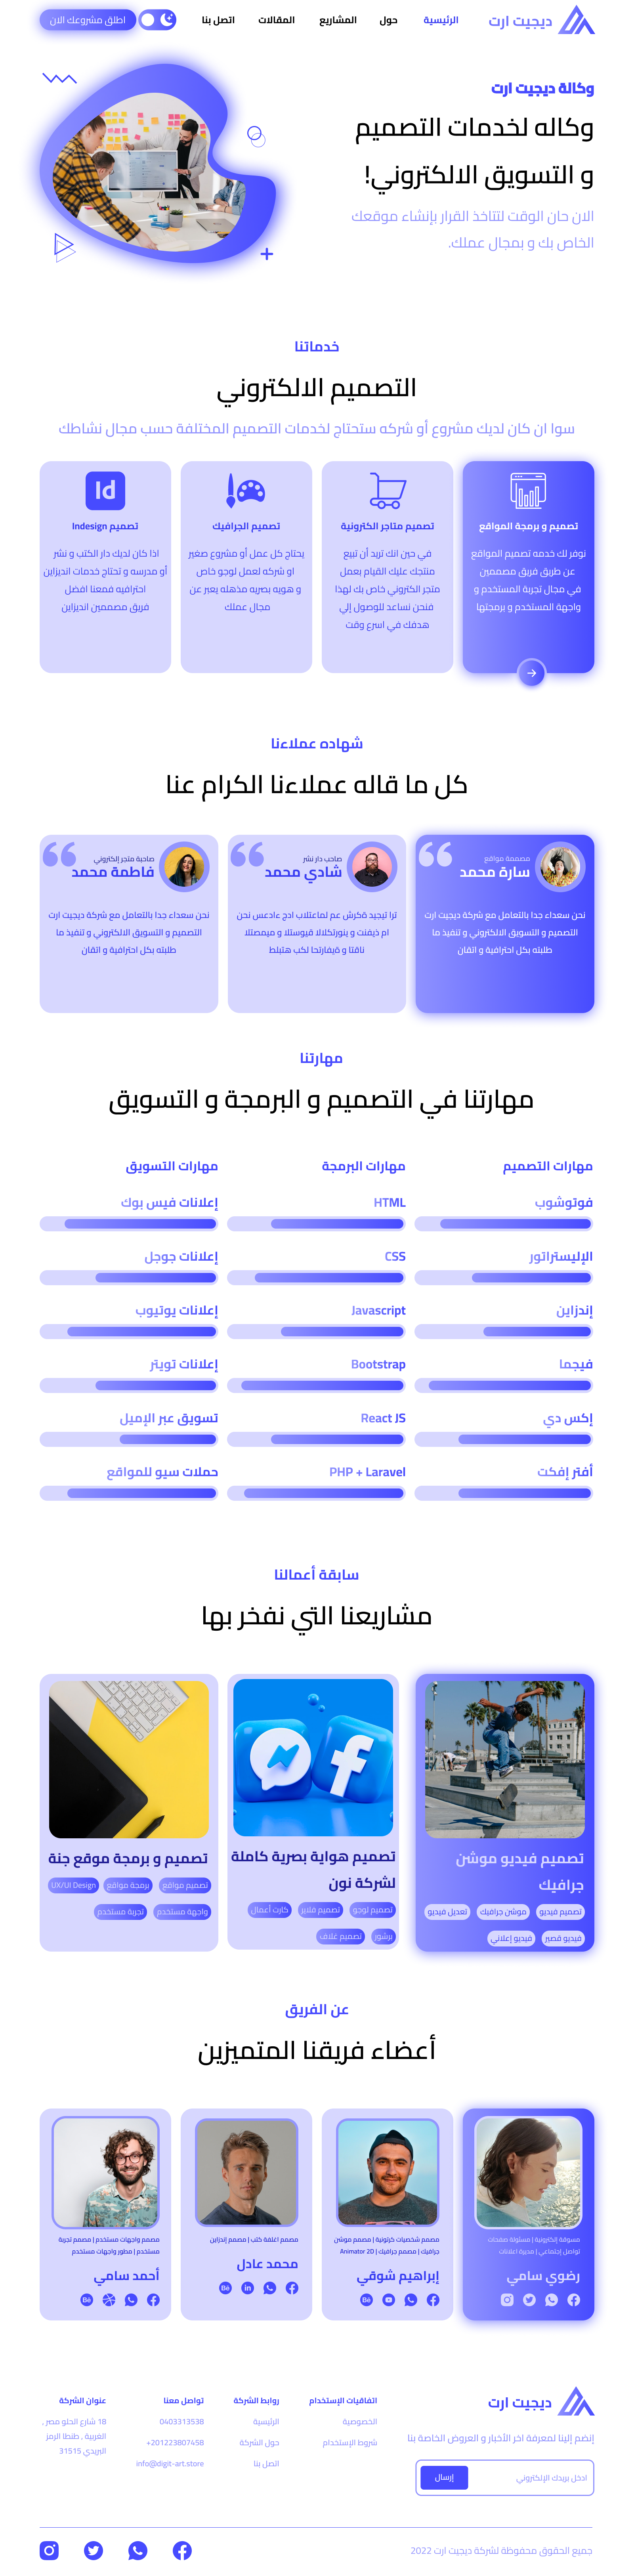 ديجيت ارت
الرئيسية
حول
المشاريع
المقالات
اتصل بنا
اطلق مشروعك الان
وكالة ديجيت ارت
وكاله لخدمات التصميم
و التسويق الالكتروني!
الان حان الوقت لتتاخذ القرار بإنشاء موقعك
الخاص بك و بمجال عملك.
خدماتنا
التصميم الالكتروني
سوا ان كان لديك مشروع أو شركه ستحتاج لخدمات التصميم المختلفة حسب مجال نشاطك
تصميم و برمجة المواقع
نوفر لك خدمه تصميم المواقع
عن طريق فريق مصممين
في مجال تجربة المستخدم و
واجهة المستخدم و برمجتها
تصميم متاجر الكترونية
في حين انك تريد أن تبيع
منتجك عليك القيام بعمل
متجر الكتروني خاص بك لهذا
فنحن نساعد للوصول إلي
هدفك في اسرع وقت
تصميم الجرافيك
يحتاج كل عمل أو مشروع صغير
او شركه لعمل لوجو خاص
و هويه بصريه مذهله يعبر عن
مجال عملك
Id
تصميم Indesign
اذا كان لديك دار الكتب و نشر
أو مدرسه و تحتاج خدمات انديزاين
احترافيه فمعنا افضل
فريق مصممين انديزاين
شهاده عملاءنا
كل ما قاله عملاءنا الكرام عنا
مصممة مواقع
سارة محمد
نحن سعداء جدا بالتعامل مع شركة ديجيت ارت
التصميم و التسويق الالكتروني و تنفيذ ما
طلبته بكل احترافية و اتقان
صاحب دار نشر
شادي محمد
ترا تيجيد ةكرش عم لماعتلاب ادج ءادعس نحن
ام ذيفنت و ينورتكلالا قيوستلا و ميمصتلا
ناقتا و ةيفارتحا لكب هتبلط
صاحبة متجر إلكتروني
فاطمة محمد
نحن سعداء جدا بالتعامل مع شركة ديجيت ارت
التصميم و التسويق الالكتروني و تنفيذ ما
طلبته بكل احترافية و اتقان
مهارتنا
مهارتنا في التصميم و البرمجة و التسويق
مهارات التصميم
فوتوشوب
الإليستراتور
إندزاين
فيجما
إكس دي
أفتر إفكت
مهارات البرمجة
HTML
CSS
Javascript
Bootstrap
React JS
PHP + Laravel
مهارات التسويق
إعلانات فيس بوك
إعلانات جوجل
إعلانات يوتيوب
إعلانات تويتر
تسويق عبر الإميل
حملات سيو للمواقع
سابقة أعمالنا
مشاريعنا التي نفخر بها
تصميم فيديو موشن
جرافيك
تصميم فيديو
موشن جرافيك
تعديل فيديو
فيديو قصير
فيديو إعلاني
تصميم هواية بصرية كاملة
لشركة نون
تصميم لوجو
تصميم فلاير
كارت أعمال
برشور
تصميم غلاف
تصميم و برمجة موقع جنة
تصميم مواقع
برمجة مواقع
UX/UI Design
واجهة مستخدم
تجربة مستخدم
عن الفريق
أعضاء فريقنا المتميزين
مسوقة إلكترونية | مسئولة صفحات
تواصل إجتماعي | مديرة اعلانات
رضوي سامي
مصمم شخصيات كرتونية | مصمم موشن
جرافيك | مصمم جرافيك | Animator 2D
إبراهيم شوقي
مصمم اغلفة كتب | مصمم إندزاين
محمد عادل
مصمم واجهات مستخدم | مصمم تجربة
مستخدم | مطور واجهات مستخدم
أحمد سامي
ديجيت ارت
إنضم إلينا لمعرفة اخر الأخبار و العروض الخاصة بنا
ادخل بريدك الإلكتروني
إرسال
اتفاقيات الإستخدام
الخصوصية
شروط الإستخدام
روابط الشركة
الرئيسية
حول الشركة
اتصل بنا
تواصل معنا
0403313538
+201223807458
info@digit-art.store
عنوان الشركة
18 شارع الحلو مصر ,
الغربية , طنطا الرمز
البريدي 31515
جميع الحقوق محفوظة لشركة ديجيت ارت 2022